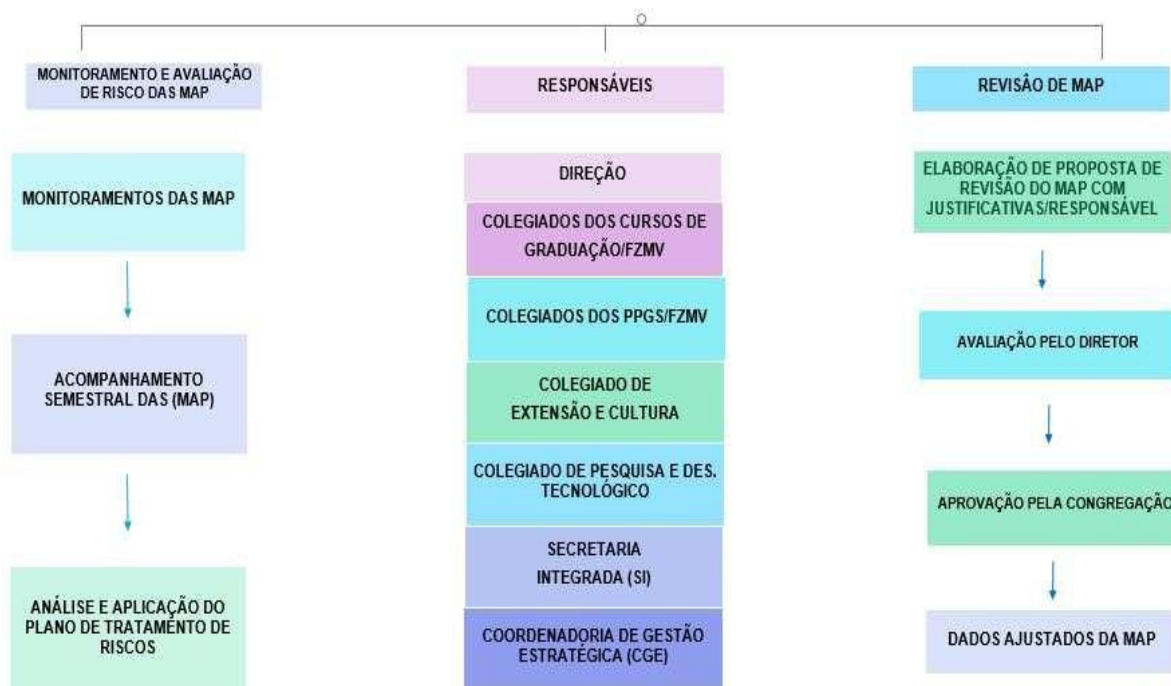 MONITORAMENTO E AVALIAÇÃO
DE RISCO DAS MAP
MONITORAMENTOS DAS MAP
ACOMPANHAMENTO
SEMESTRAL DAS (MAP)
ANÁLISE E APLICAÇÃO DO
PLANO DE TRATAMENTO DE
RISCOS
RESPONSÁVEIS
DIREÇÃO
COLEGIADOS DOS CURSOS DE
GRADUAÇÃO/FZMV
COLEGIADOS DOS PPGS/FZMV
COLEGIADO DE
EXTENSÃO E CULTURA
COLEGIADO DE PESQUISA E DES.
TECNOLÓGICO
SECRETARIA
INTEGRADA (SI)
COORDENADORIA DE GESTÃO
ESTRATÉGICA (CGE)
REVISÃO DE MAP
ELABORAÇÃO DE PROPOSTA DE
REVISÃO DO MAP COM
JUSTIFICATIVAS/RESPONSÁVEL
AVALIAÇÃO PELO DIRETOR
APROVAÇÃO PELA CONGREGAÇÃO
DADOS AJUSTADOS DA MAP